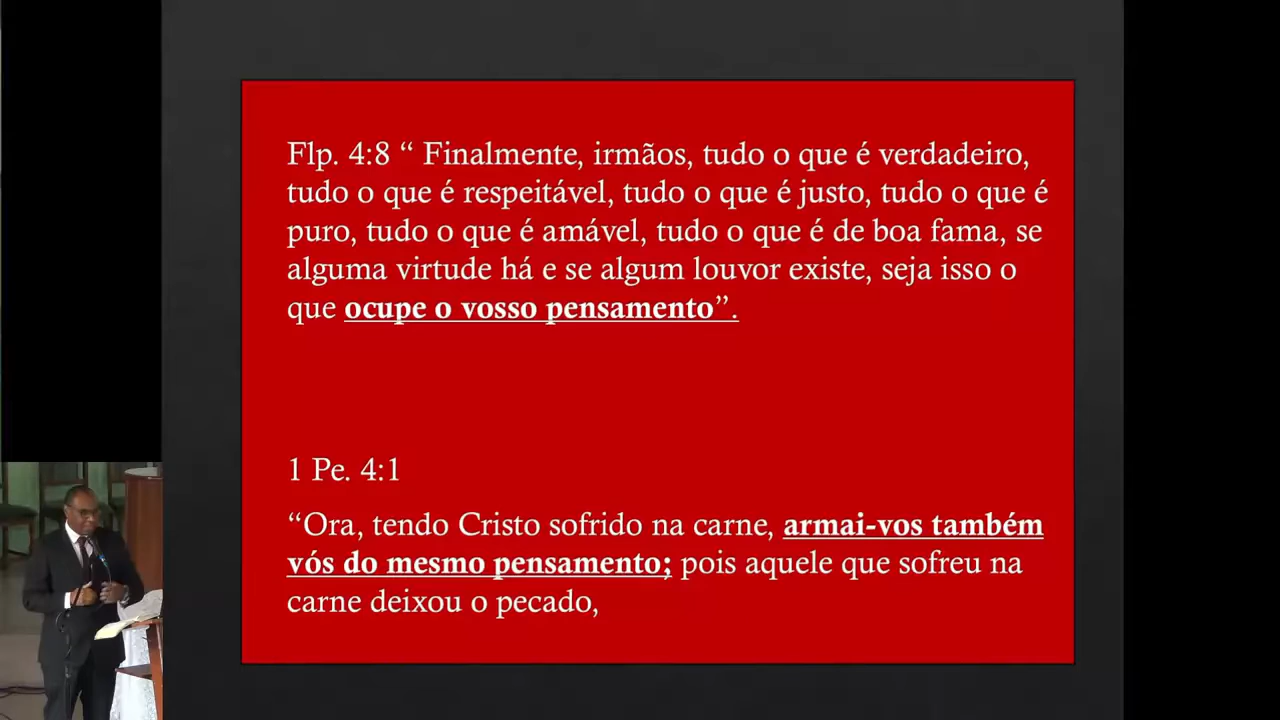 Flp. 4:8 “ Finalmente, irmãos, tudo o que é verdadeiro,
tudo o que é respeitável, tudo o que é justo, tudo o que é
puro, tudo o que é amável, tudo o que é de boa fama, se
alguma virtude há e se algum louvor existe, seja isso o
que ocupe o vosso pensamento”.
1 Pe. 4:1
“Ora, tendo Cristo sofrido na carne, armai-vos também
vós do mesmo pensamento; pois aquele que sofreu na
carne deixou o pecado,